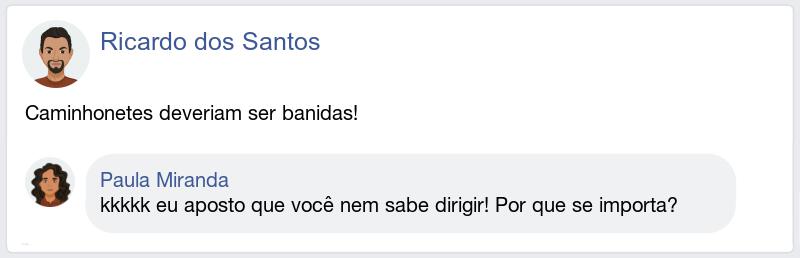 Ricardo dos Santos
Caminhonetes deveriam ser banidas!
Paula Miranda
kkkkk eu aposto que você nem sabe dirigir! Por que se importa?